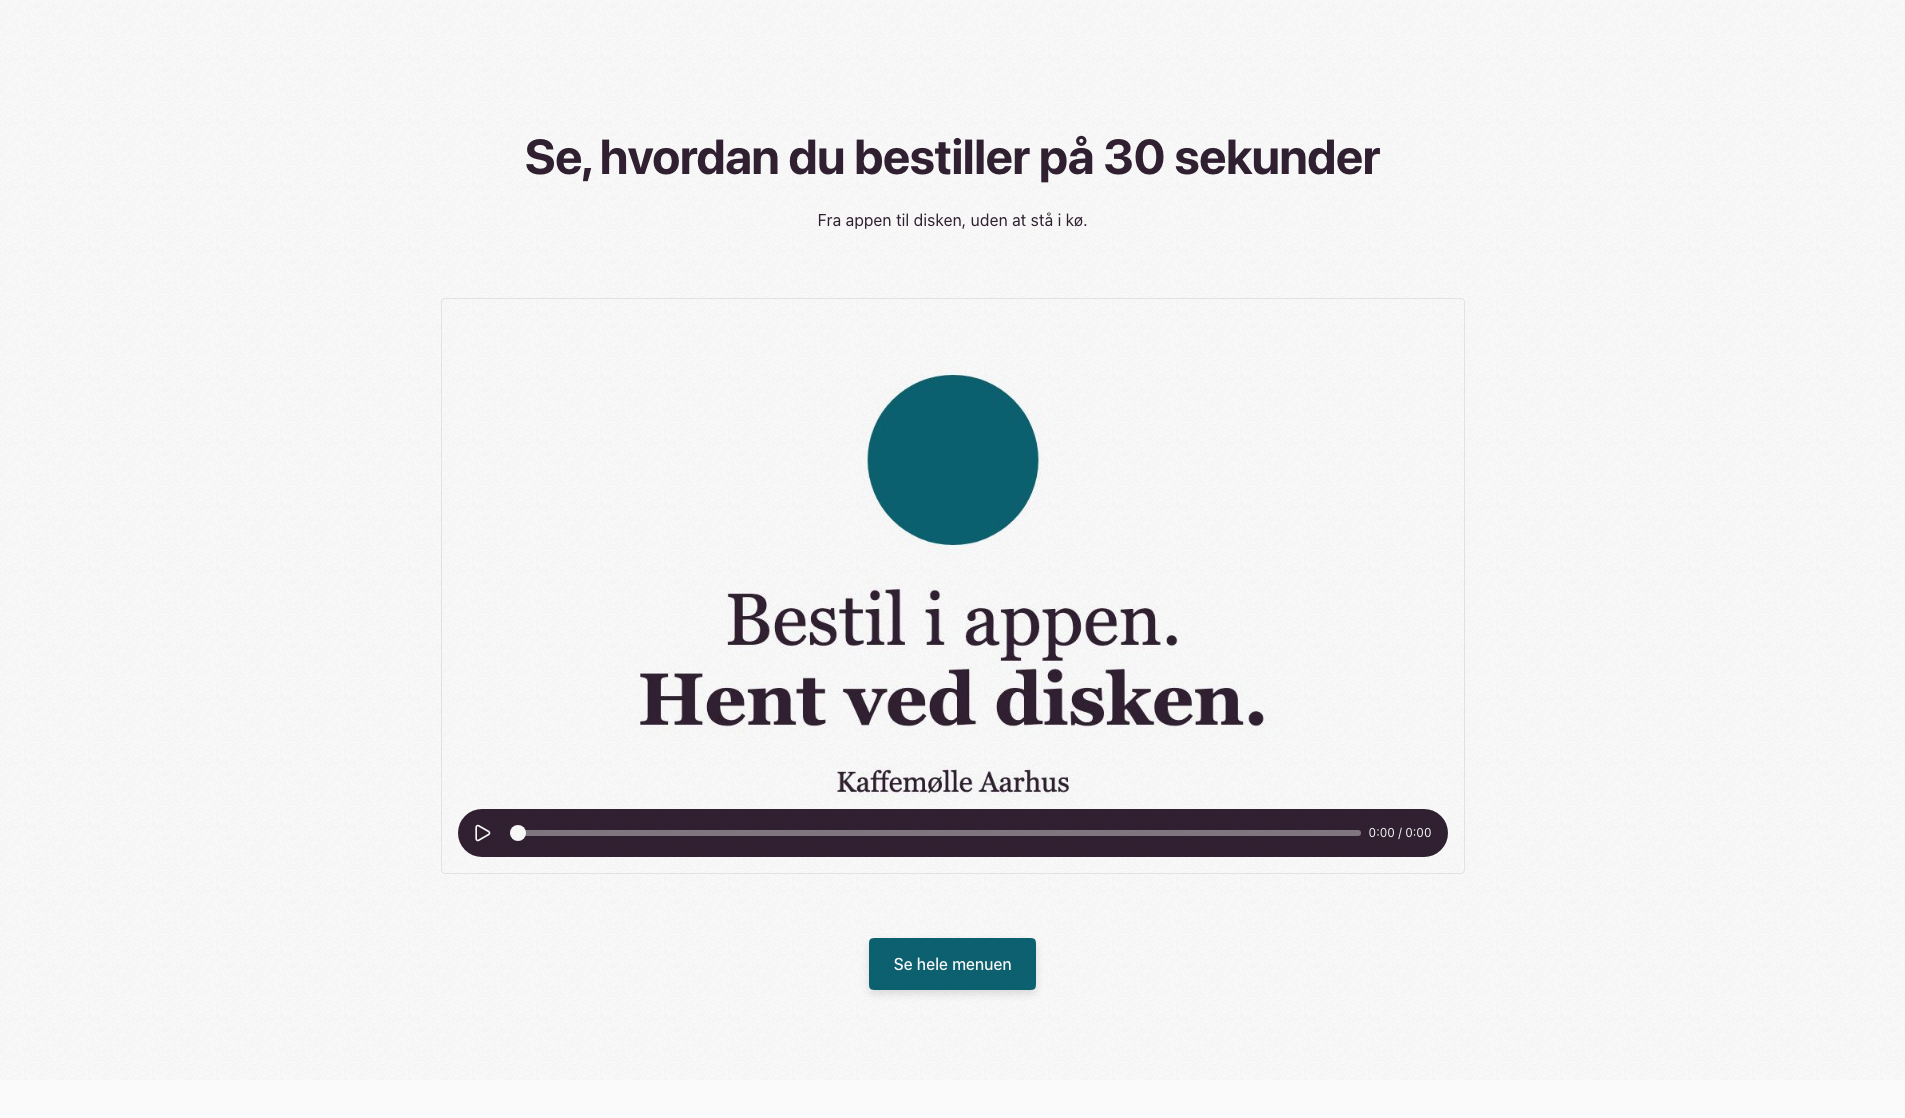 Se, hvordan du bestiller på 30 sekunder
Fra appen til disken, uden at stå i kø.
Bestil i appen.
Hent ved disken.
Kaffemølle Aarhus
0:00 / 0:00
Se hele menuen